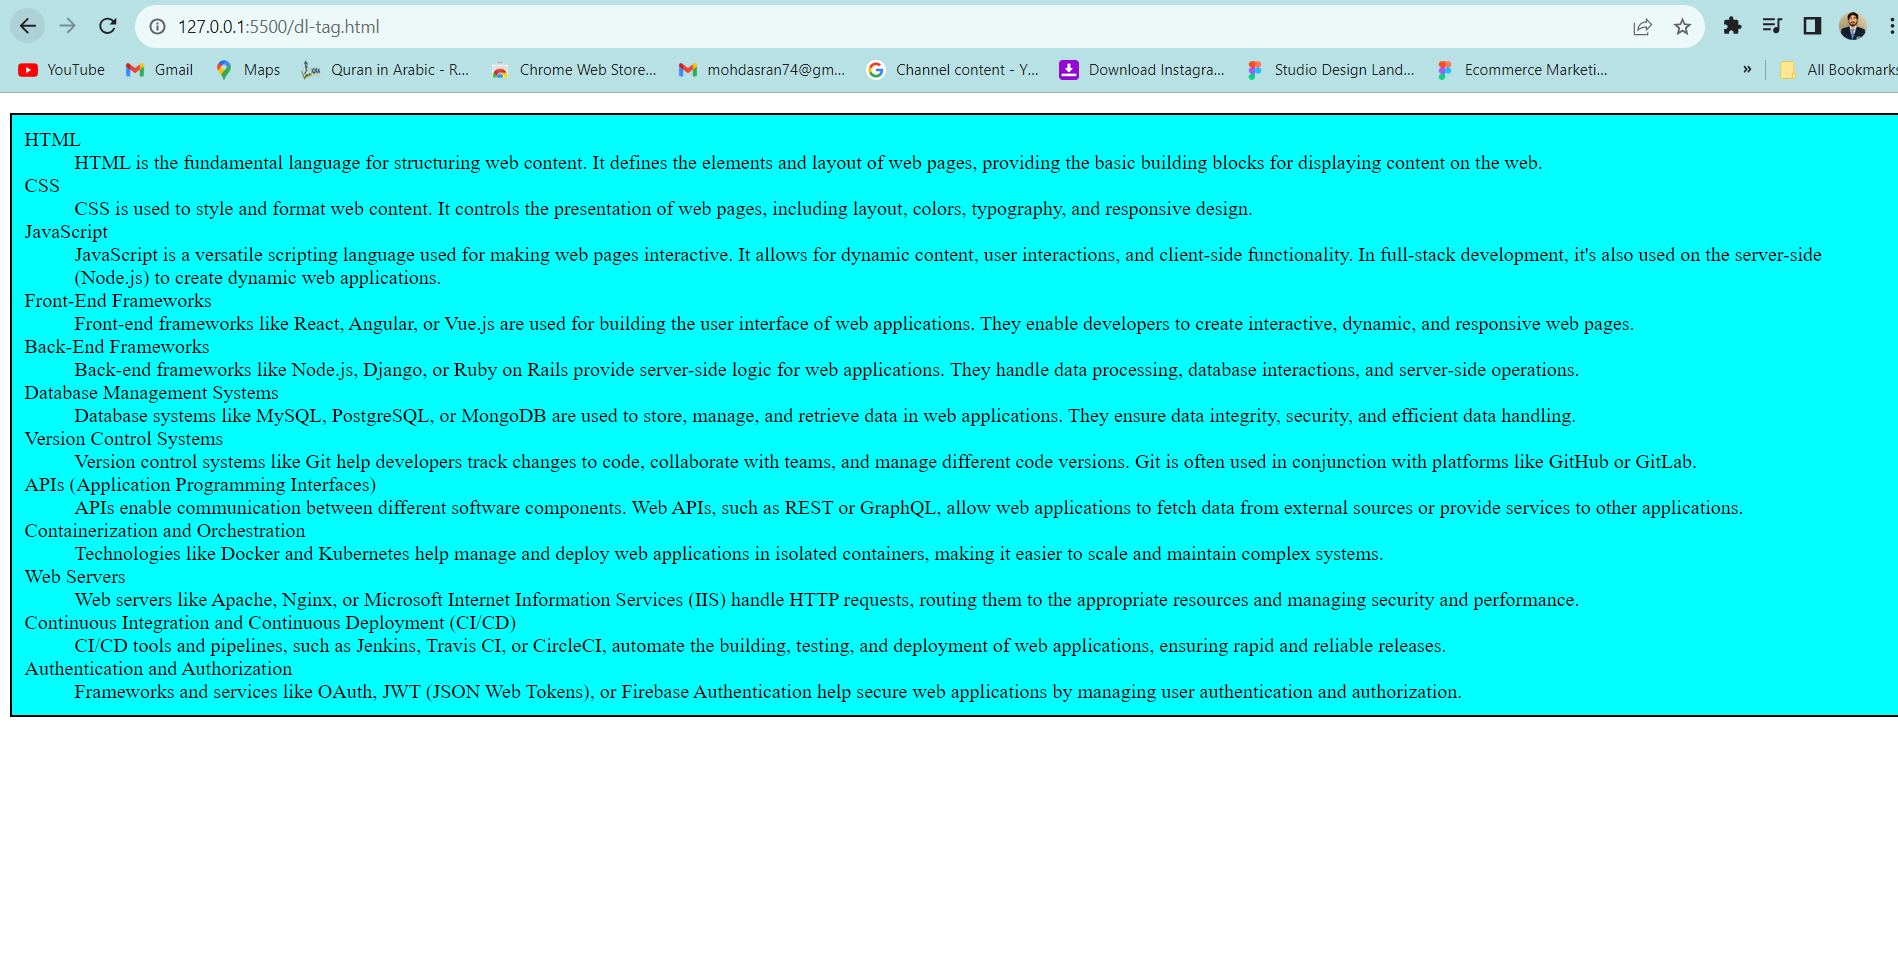 127.0.0.1:5500/dl-tag.html
YouTube Gmail Maps Quran in Arabic - R... Chrome Web Store... mohdasran74@gm... Channel content - Y... Download Instagra... Studio Design Land... Ecommerce Marketi... » All Bookmarks
HTML
HTML is the fundamental language for structuring web content. It defines the elements and layout of web pages, providing the basic building blocks for displaying content on the web.
CSS
CSS is used to style and format web content. It controls the presentation of web pages, including layout, colors, typography, and responsive design.
JavaScript
JavaScript is a versatile scripting language used for making web pages interactive. It allows for dynamic content, user interactions, and client-side functionality. In full-stack development, it's also used on the server-side
(Node.js) to create dynamic web applications.
Front-End Frameworks
Front-end frameworks like React, Angular, or Vue.js are used for building the user interface of web applications. They enable developers to create interactive, dynamic, and responsive web pages.
Back-End Frameworks
Back-end frameworks like Node.js, Django, or Ruby on Rails provide server-side logic for web applications. They handle data processing, database interactions, and server-side operations.
Database Management Systems
Database systems like MySQL, PostgreSQL, or MongoDB are used to store, manage, and retrieve data in web applications. They ensure data integrity, security, and efficient data handling.
Version Control Systems
Version control systems like Git help developers track changes to code, collaborate with teams, and manage different code versions. Git is often used in conjunction with platforms like GitHub or GitLab.
APIs (Application Programming Interfaces)
APIs enable communication between different software components. Web APIs, such as REST or GraphQL, allow web applications to fetch data from external sources or provide services to other applications.
Containerization and Orchestration
Technologies like Docker and Kubernetes help manage and deploy web applications in isolated containers, making it easier to scale and maintain complex systems.
Web Servers
Web servers like Apache, Nginx, or Microsoft Internet Information Services (IIS) handle HTTP requests, routing them to the appropriate resources and managing security and performance.
Continuous Integration and Continuous Deployment (CI/CD)
CI/CD tools and pipelines, such as Jenkins, Travis CI, or CircleCI, automate the building, testing, and deployment of web applications, ensuring rapid and reliable releases.
Authentication and Authorization
Frameworks and services like OAuth, JWT (JSON Web Tokens), or Firebase Authentication help secure web applications by managing user authentication and authorization.